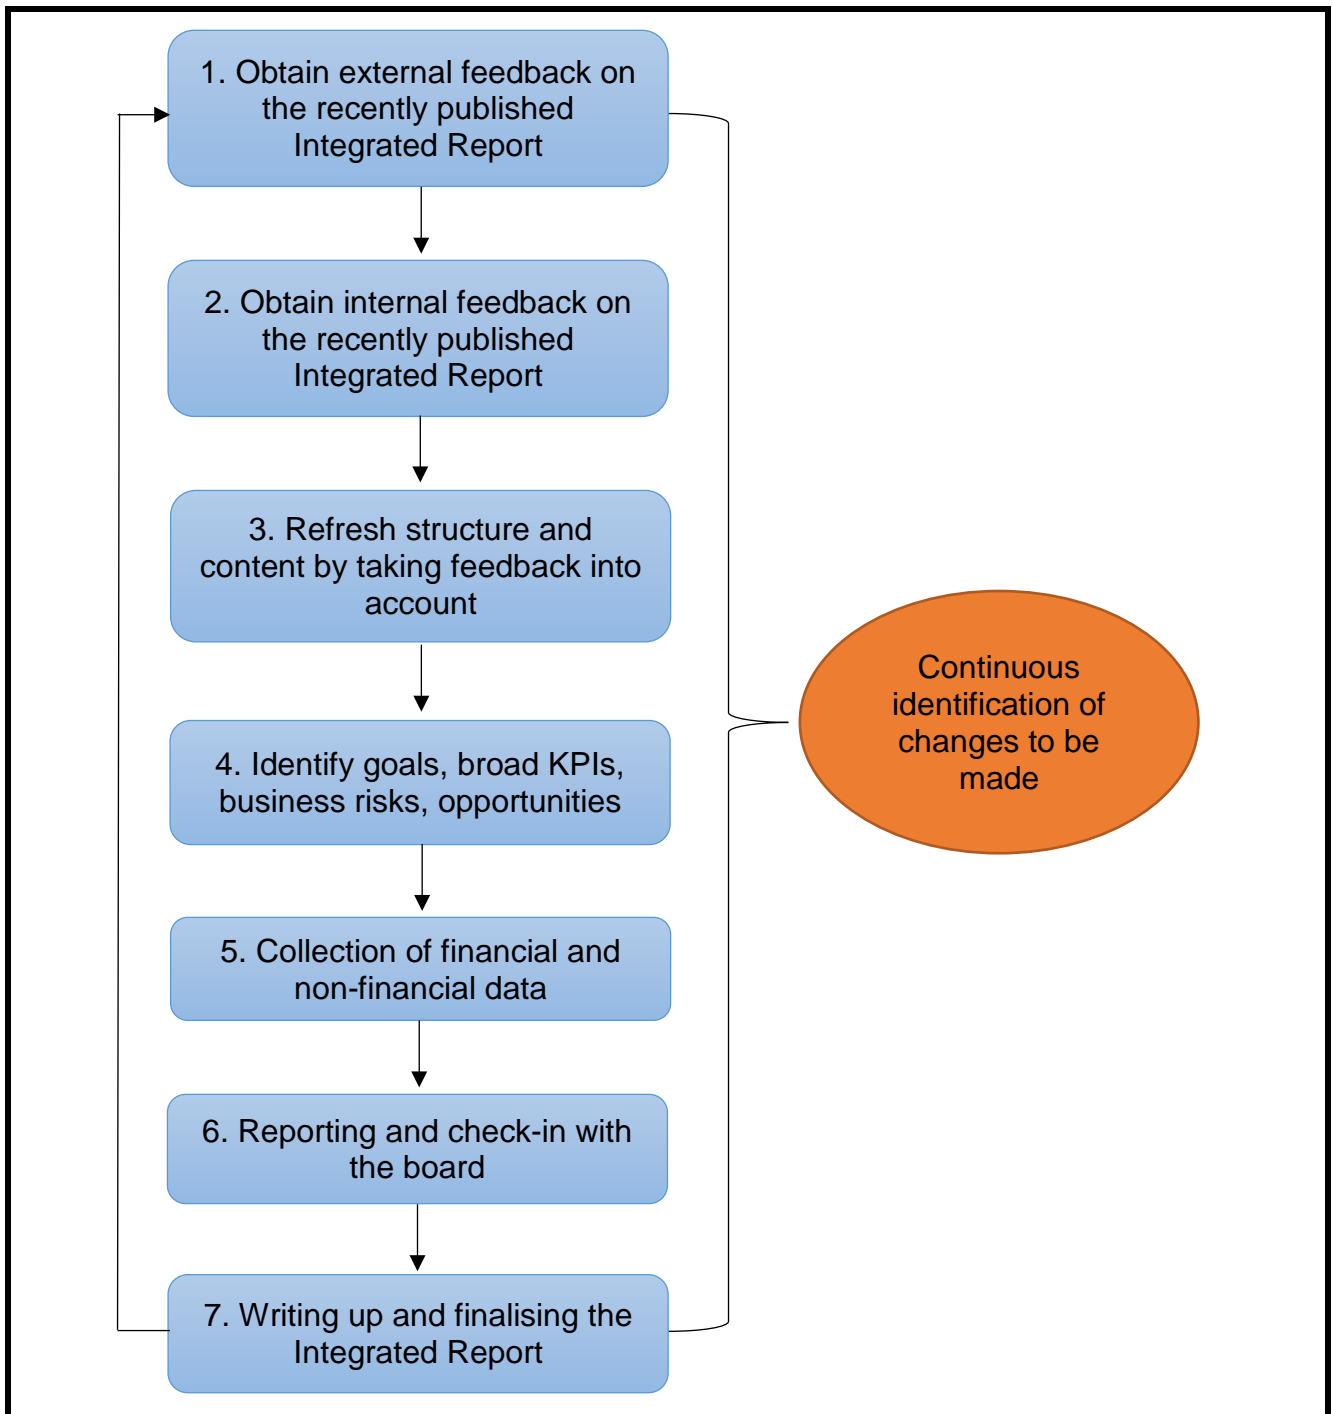 1. Obtain external feedback on
the recently published
Integrated Report
2. Obtain internal feedback on
the recently published
Integrated Report
3. Refresh structure and
content by taking feedback into
account
4. Identify goals, broad KPIs,
business risks, opportunities
5. Collection of financial and
non-financial data
6. Reporting and check-in with
the board
7. Writing up and finalising the
Integrated Report
Continuous
identification of
changes to be
made